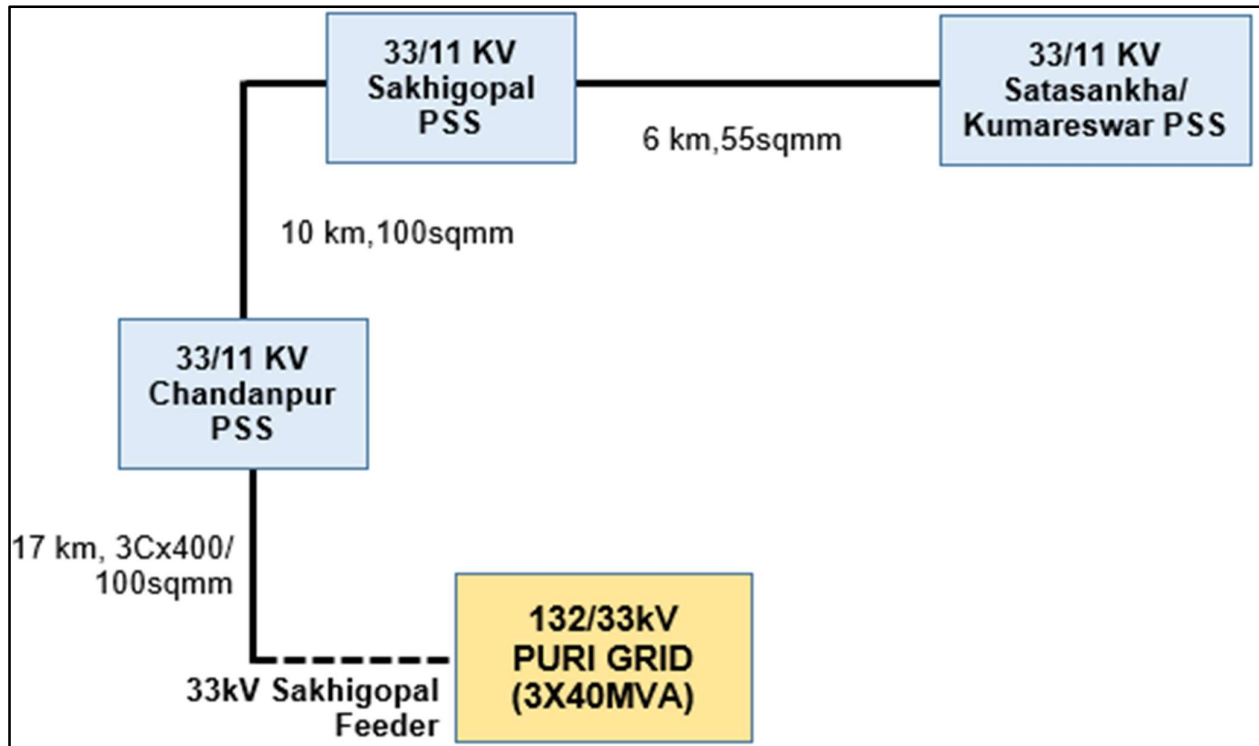 33/11 KV
Sakhigopal
PSS
33/11 KV
Satasankha/
Kumareswar PSS
6 km,55sqmm
10 km,100sqmm
33/11 KV
Chandanpur
PSS
17 km, 3Cx400/
100sqmm
132/33kV
PURI GRID
(3X40MVA)
33kV Sakhigopal
Feeder